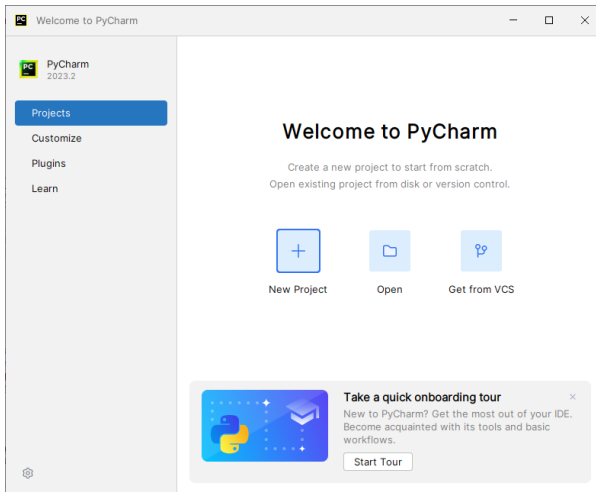 Welcome to PyCharm
PC
PyCharm
2023.2
Projects
Customize
Plugins
Learn
Welcome to PyCharm
Create a new project to start from scratch.
Open existing project from disk or version control.
New Project
Open
Get from VCS
Take a quick onboarding tour
New to PyCharm? Get the most out of your IDE.
Become acquainted with its tools and basic
workflows.
Start Tour